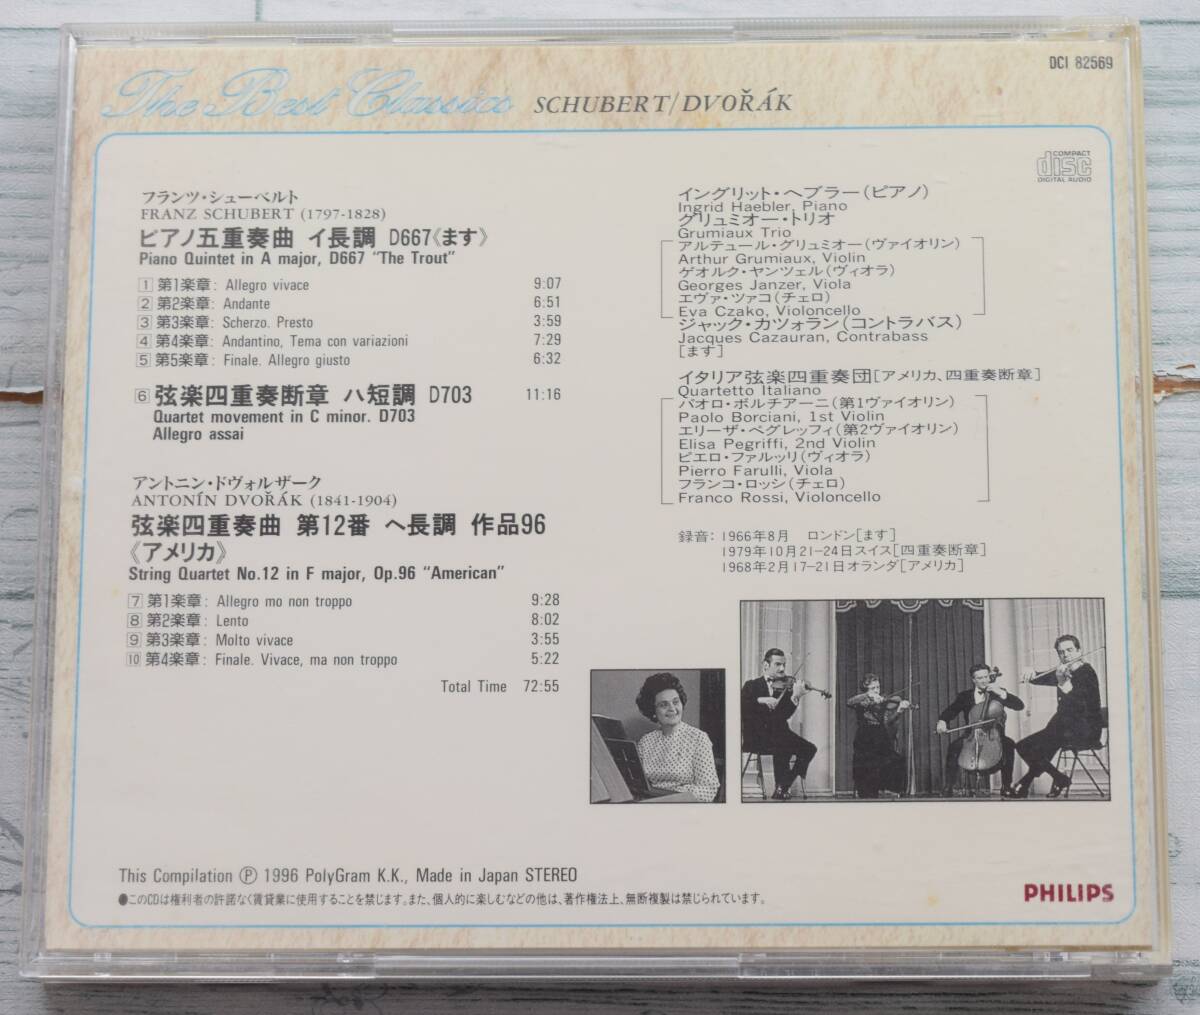 DCI 82569
The Best Classics SCHUBERT/DVOŘÁK
COMPACT
disc
DIGITAL AUDIO
フランツ・シューベルト
FRANZ SCHUBERT (1797-1828)
ピアノ五重奏曲 イ長調 D667《ます》
Piano Quintet in A major, D667 “The Trout”
1 第1楽章: Allegro vivace 9:07
2 第2楽章: Andante 6:51
3 第3楽章: Scherzo. Presto 3:59
4 第4楽章: Andantino, Tema con variazioni 7:29
5 第5楽章: Finale. Allegro giusto 6:32
6 弦楽四重奏断章 ハ短調 D703 11:16
Quartet movement in C minor. D703
Allegro assai
アントニン・ドヴォルザーク
ANTONÍN DVOŘÁK (1841-1904)
弦楽四重奏曲 第12番 ヘ長調 作品96
《アメリカ》
String Quartet No.12 in F major, Op.96 “American”
7 第1楽章: Allegro mo non troppo 9:28
8 第2楽章: Lento 8:02
9 第3楽章: Molto vivace 3:55
10 第4楽章: Finale. Vivace, ma non troppo 5:22
Total Time 72:55
イングリット・ヘブラー(ピアノ)
Ingrid Haebler, Piano
グリュミオー・トリオ
Grumiaux Trio
アルテュール・グリュミオー(ヴァイオリン)
Arthur Grumiaux, Violin
ゲオルク・ヤンツェル(ヴィオラ)
Georges Janzer, Viola
エヴァ・ツァコ(チェロ)
Eva Czako, Violoncello
ジャック・カゾォラン(コントラバス)
Jacques Cazauran, Contrabass
[ます]
イタリア弦楽四重奏団[アメリカ、四重奏断章]
Quartetto Italiano
パオロ・ボルチアーニ(第1ヴァイオリン)
Paolo Borciani, 1st Violin
エリーザ・ペグレッフィ(第2ヴァイオリン)
Elisa Pegriffi, 2nd Violin
ピエロ・ファルッリ(ヴィオラ)
Pierro Farulli, Viola
フランコ・ロッシ(チェロ)
Franco Rossi, Violoncello
録音: 1966年8月 ロンドン[ます]
1979年10月21-24日スイス[四重奏断章]
1968年2月17-21日オランダ[アメリカ]
This Compilation Ⓟ 1996 PolyGram K.K., Made in Japan STEREO
●このCDは権利者の許諾なく賃貸業に使用することを禁じます。また、個人的に楽しむなどの他は、著作権法上、無断複製は禁じられています。
PHILIPS